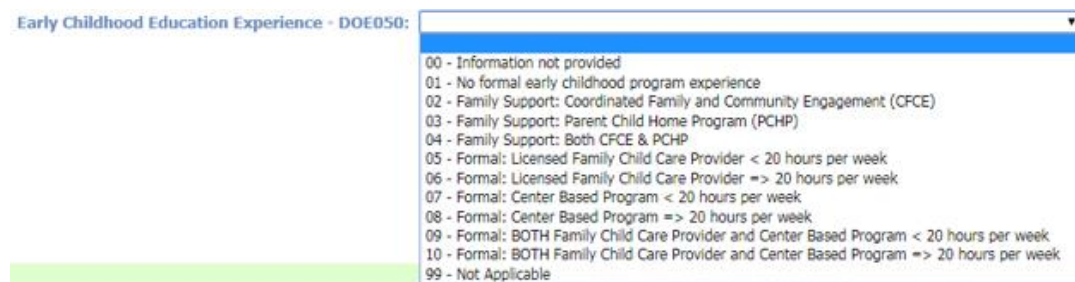 Early Childhood Education Experience - DOE050:
00 - Information not provided
01 - No formal early childhood program experience
02 - Family Support: Coordinated Family and Community Engagement (CFCE)
03 - Family Support: Parent Child Home Program (PCHP)
04 - Family Support: Both CFCE & PCHP
05 - Formal: Licensed Family Child Care Provider < 20 hours per week
06 - Formal: Licensed Family Child Care Provider => 20 hours per week
07 - Formal: Center Based Program < 20 hours per week
08 - Formal: Center Based Program => 20 hours per week
09 - Formal: BOTH Family Child Care Provider and Center Based Program < 20 hours per week
10 - Formal: BOTH Family Child Care Provider and Center Based Program => 20 hours per week
99 - Not Applicable